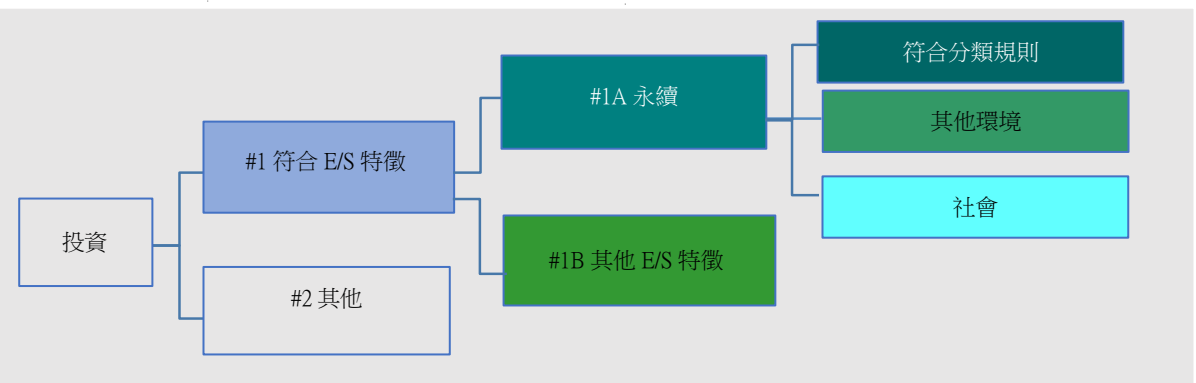 投資
#1 符合 E/S 特徵
#2 其他
#1A 永續
#1B 其他 E/S 特徵
符合分類規則
其他環境
社會